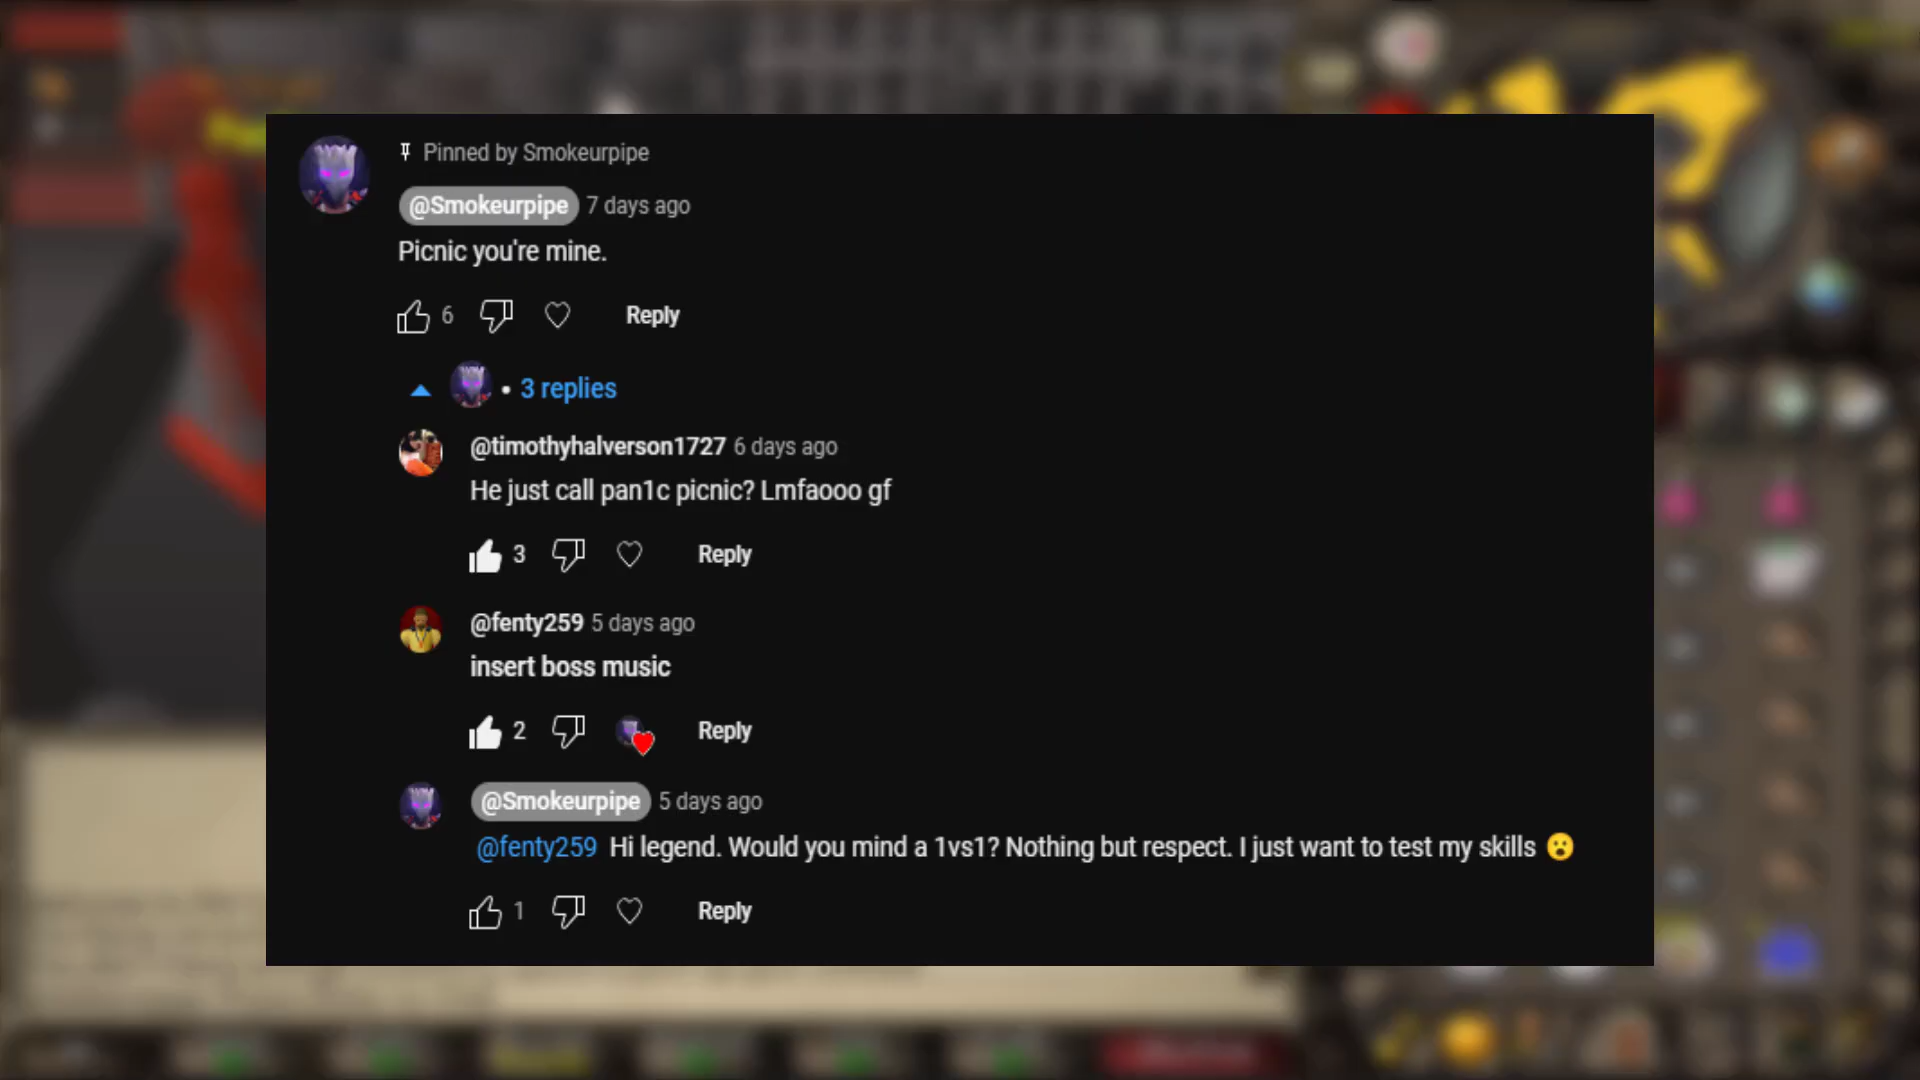 Pinned by Smokeurpipe
@Smokeurpipe 7 days ago
Picnic you're mine.
6 Reply
• 3 replies
@timothyhalverson1727 6 days ago
He just call pan1c picnic? Lmfaooo gf
3 Reply
@fenty259 5 days ago
insert boss music
2 Reply
@Smokeurpipe 5 days ago
@fenty259 Hi legend. Would you mind a 1vs1? Nothing but respect. I just want to test my skills 😮
1 Reply